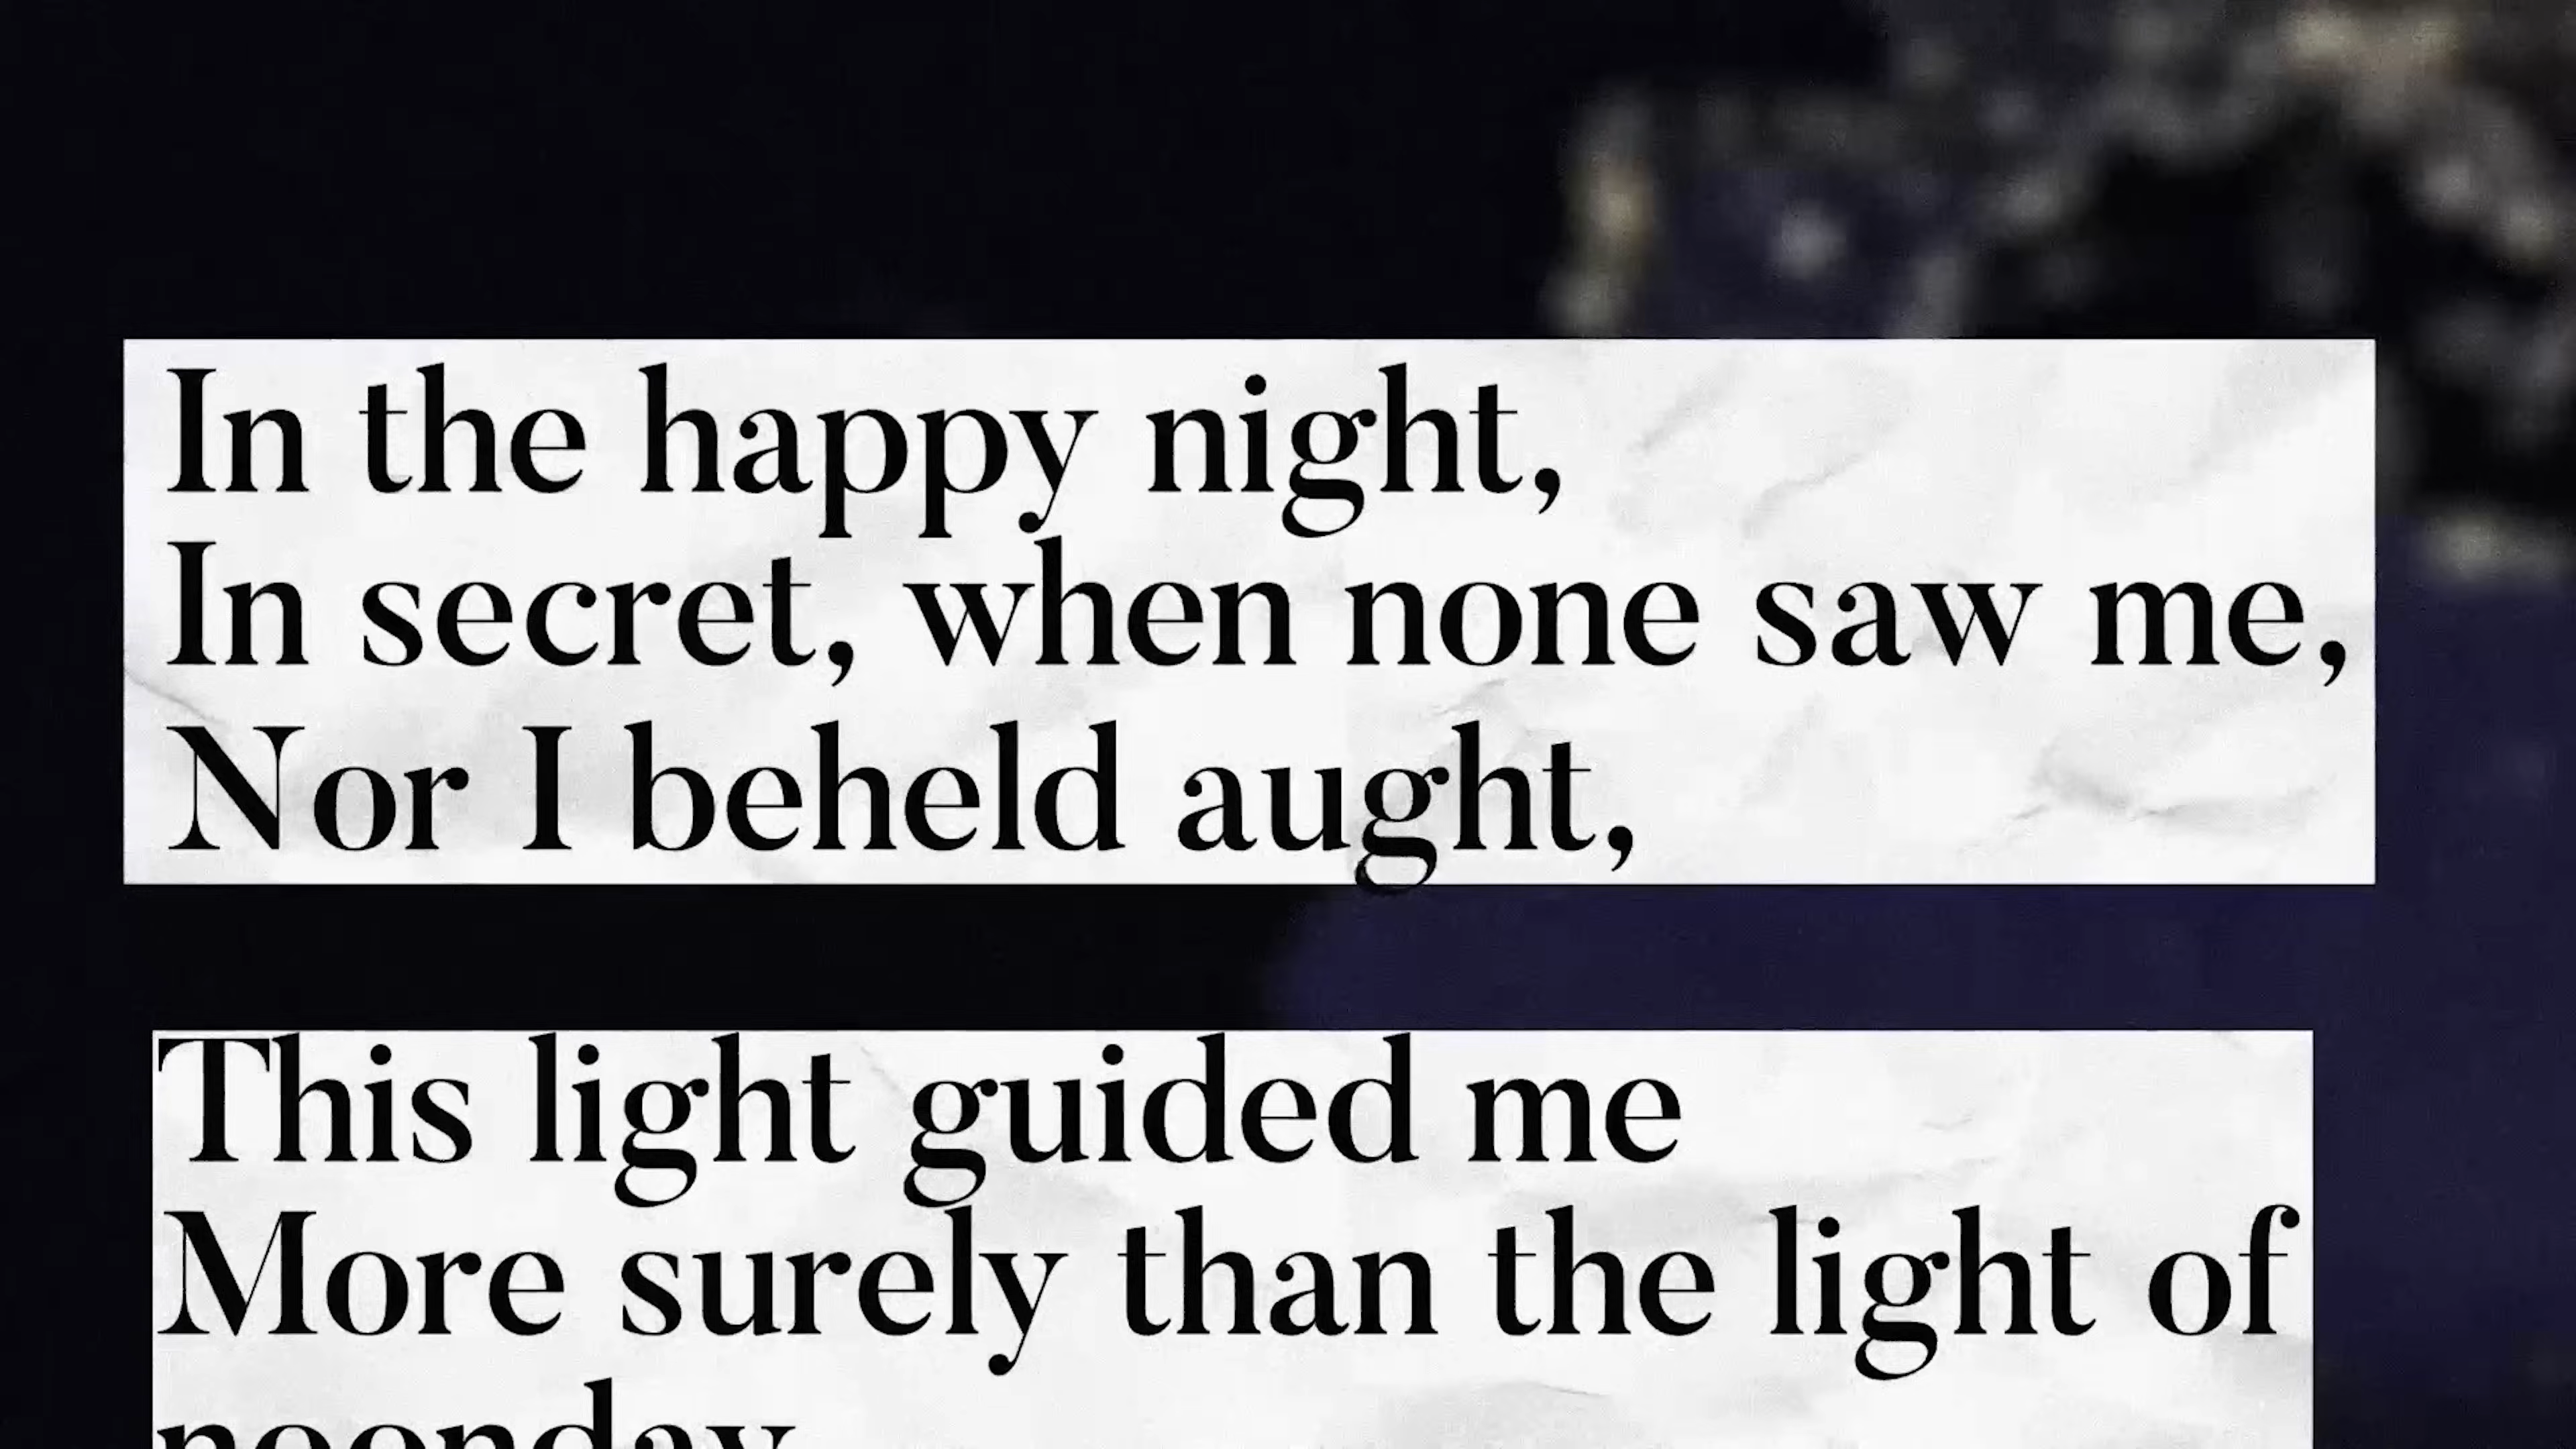 In the happy night,
In secret, when none saw me,
Nor I beheld aught,
This light guided me
More surely than the light of
noonday